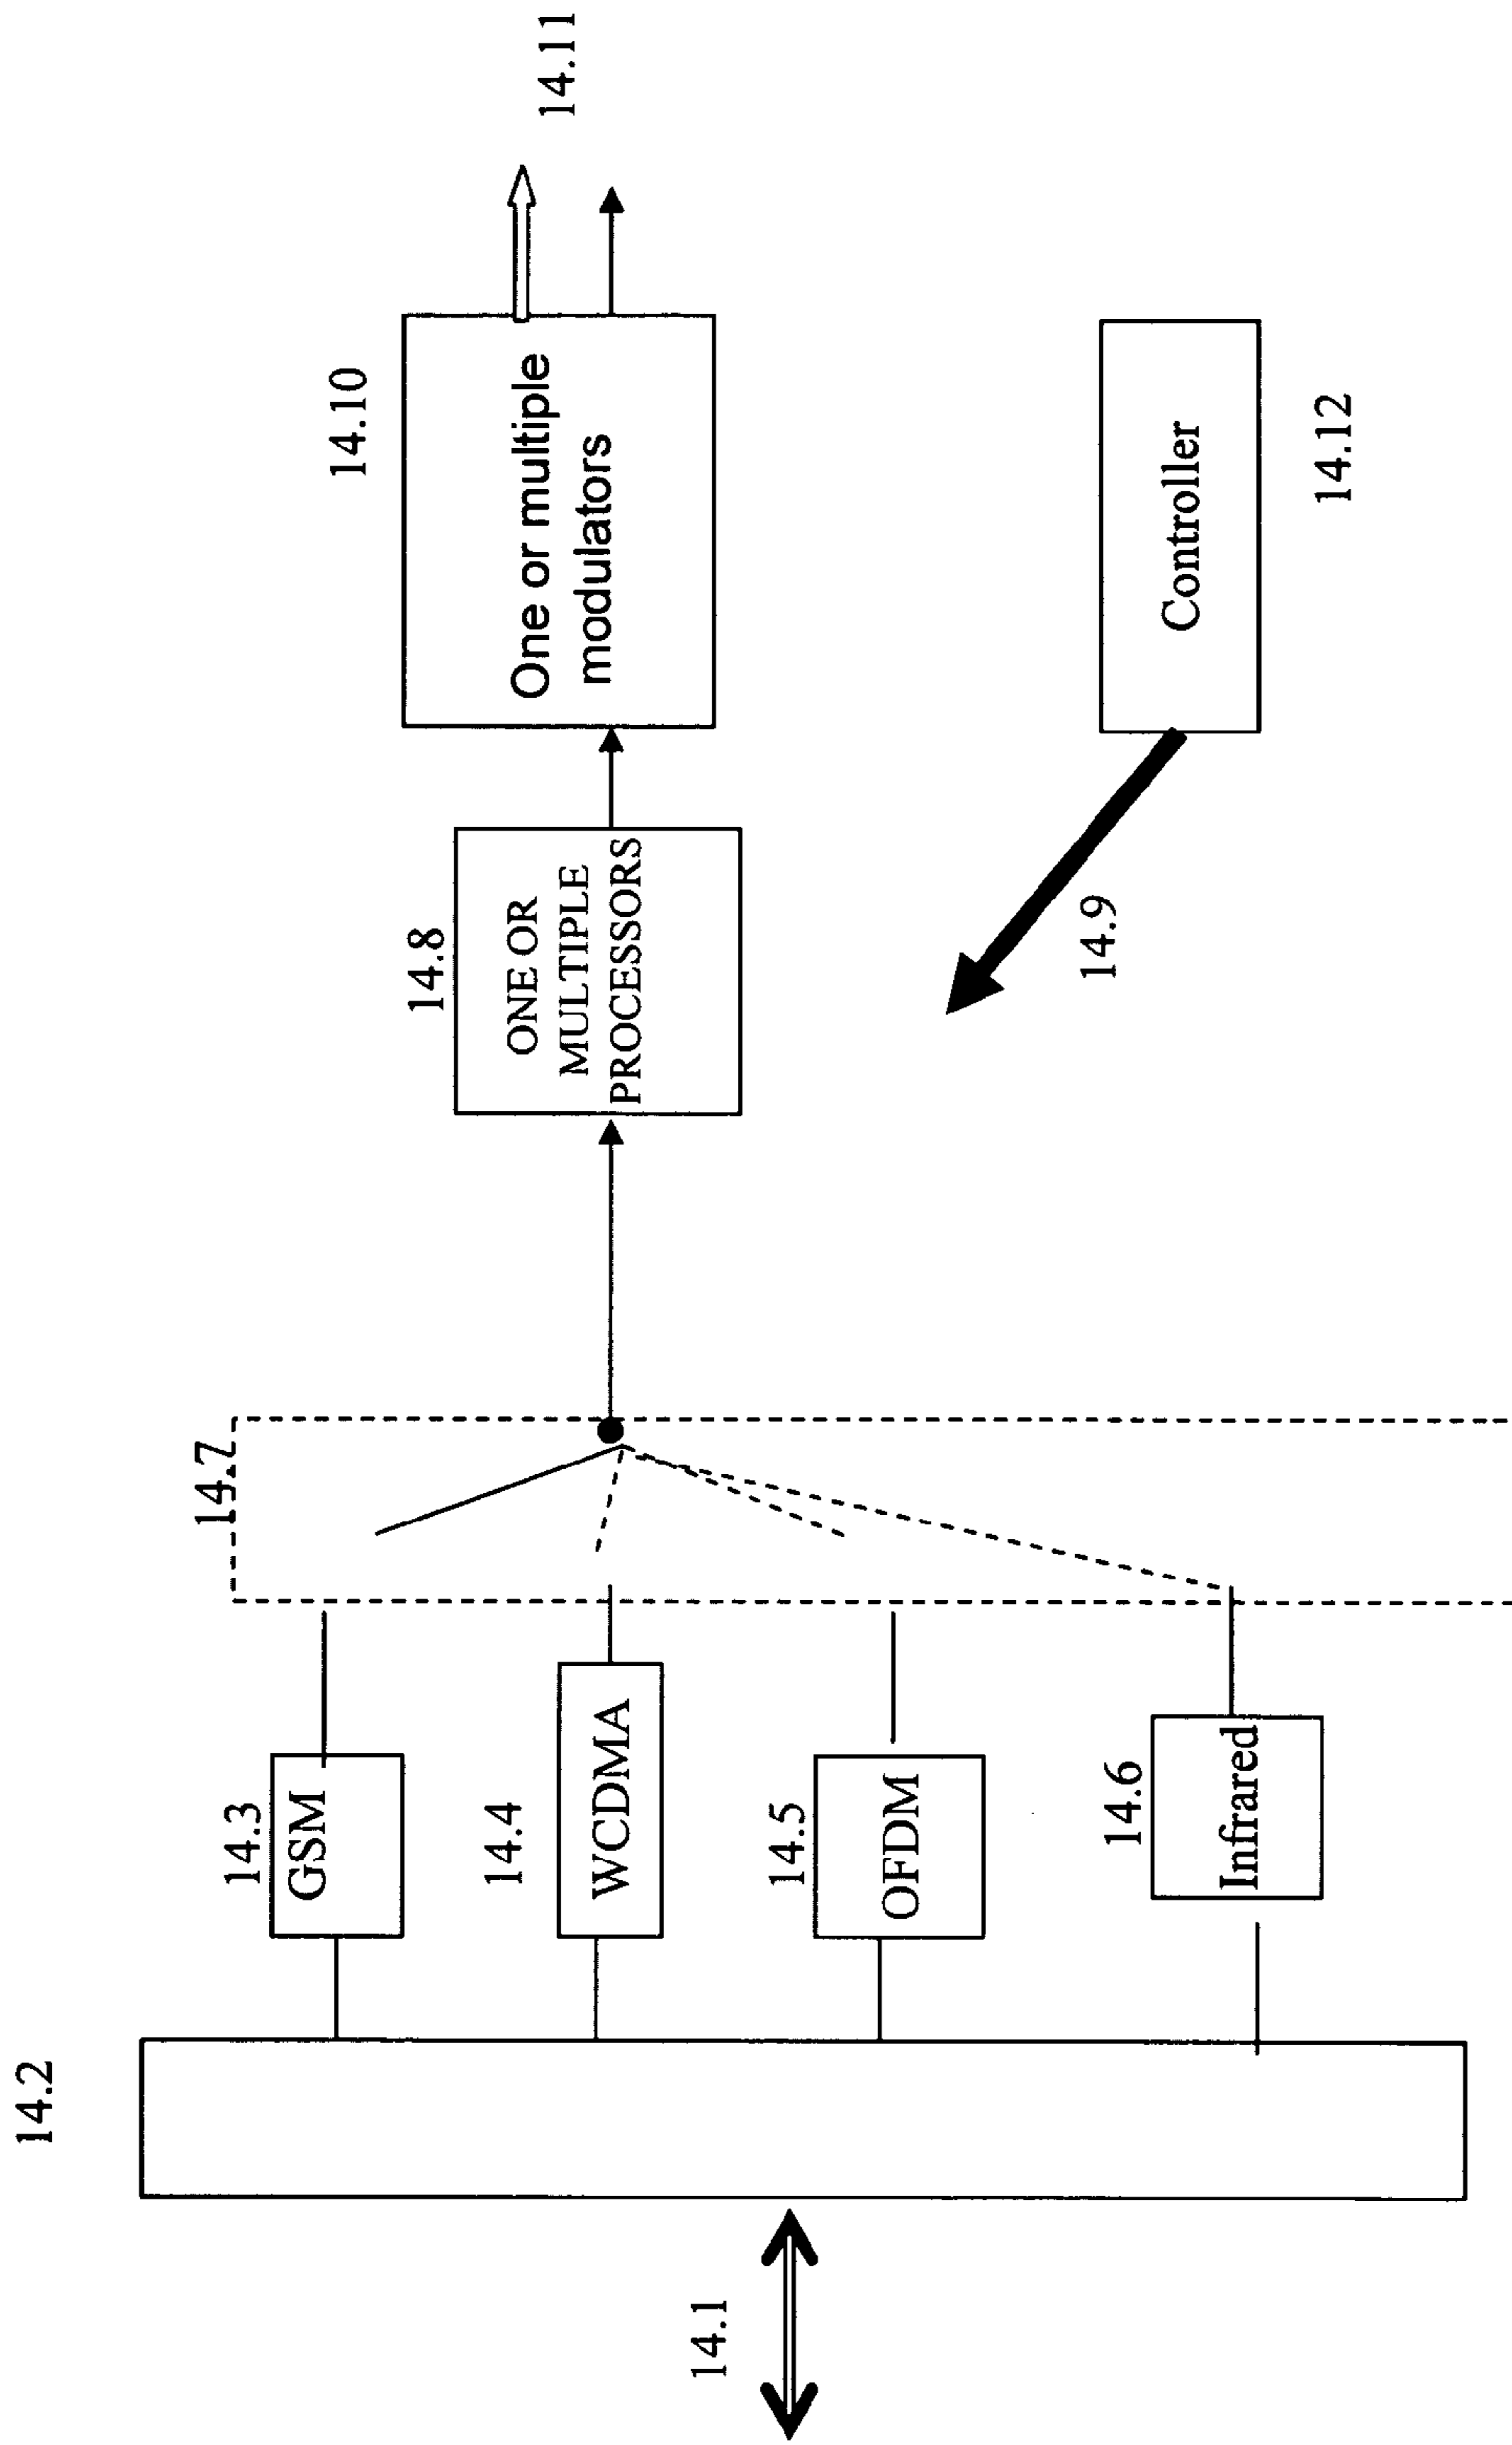 14.1
14.2
14.3
GSM
14.4
WCDMA
14.5
OFDM
14.6
Infrared
14.7
14.8
ONE OR
MULTIPLE
PROCESSORS
14.9
14.10
One or multiple
modulators
14.11
Controller
14.12